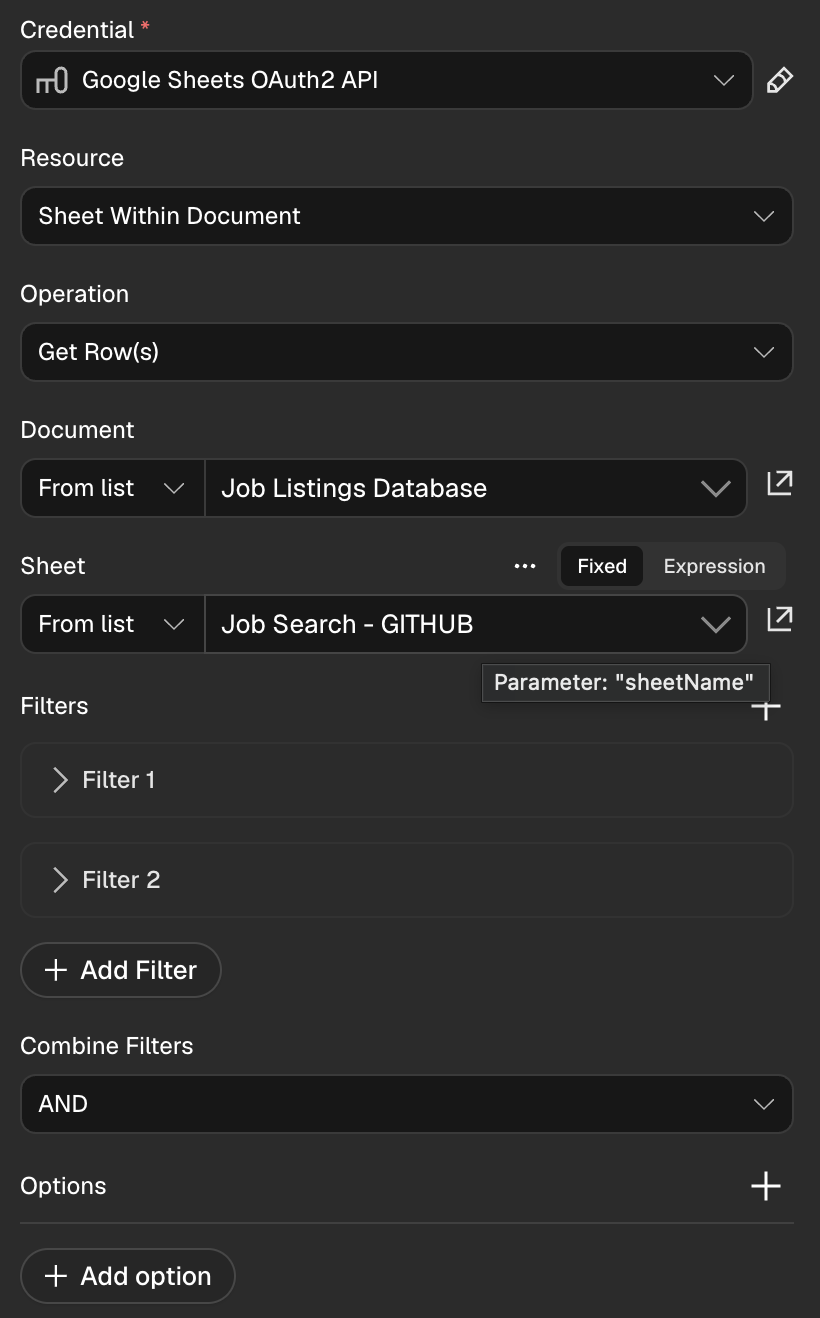 Credential *
Google Sheets OAuth2 API
Resource
Sheet Within Document
Operation
Get Row(s)
Document
From list
Job Listings Database
Sheet
Fixed
Expression
From list
Job Search - GITHUB
Parameter: "sheetName"
Filters
Filter 1
Filter 2
Add Filter
Combine Filters
AND
Options
Add option